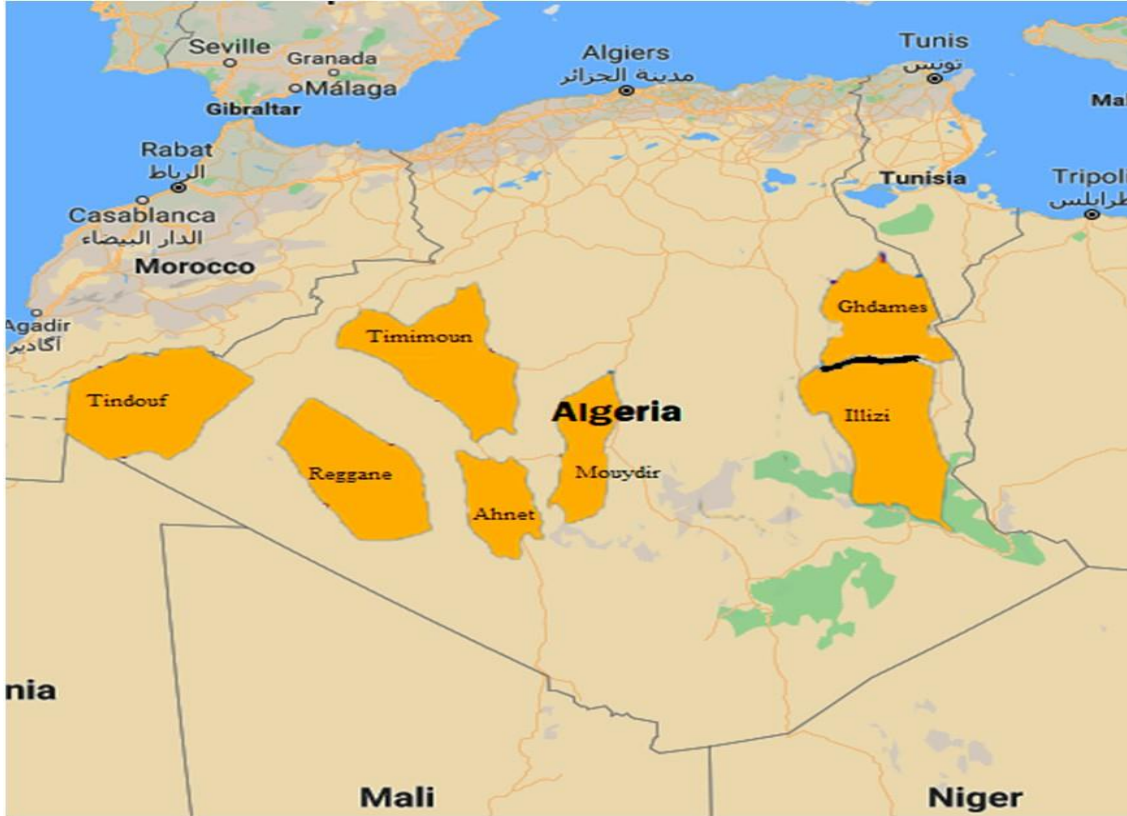 Seville
Granada
Málaga
Gibraltar
Algiers
مدينة الجزائر
Tunis
تونس
Mal
Rabat
الرباط
Casablanca
الدار البيضاء
Morocco
Tunisia
Tripoli
طرابلس
Agadir
أكادير
Ghdames
Timimoun
Tindouf
Algeria
Illizi
Reggane
Mouydir
Ahnet
nia
Mali
Niger